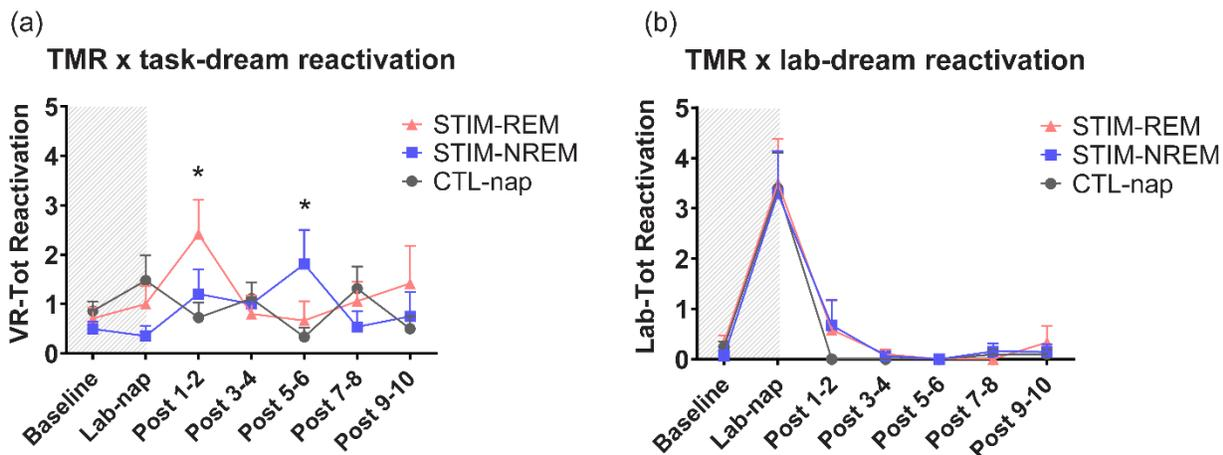 (a)
TMR x task-dream reactivation
VR-Tot Reactivation
5
4
3
2
1
0
*
*
STIM-REM
STIM-NREM
CTL-nap
Baseline
Lab-nap
Post 1-2
Post 3-4
Post 5-6
Post 7-8
Post 9-10
(b)
TMR x lab-dream reactivation
Lab-Tot Reactivation
5
4
3
2
1
0
STIM-REM
STIM-NREM
CTL-nap
Baseline
Lab-nap
Post 1-2
Post 3-4
Post 5-6
Post 7-8
Post 9-10